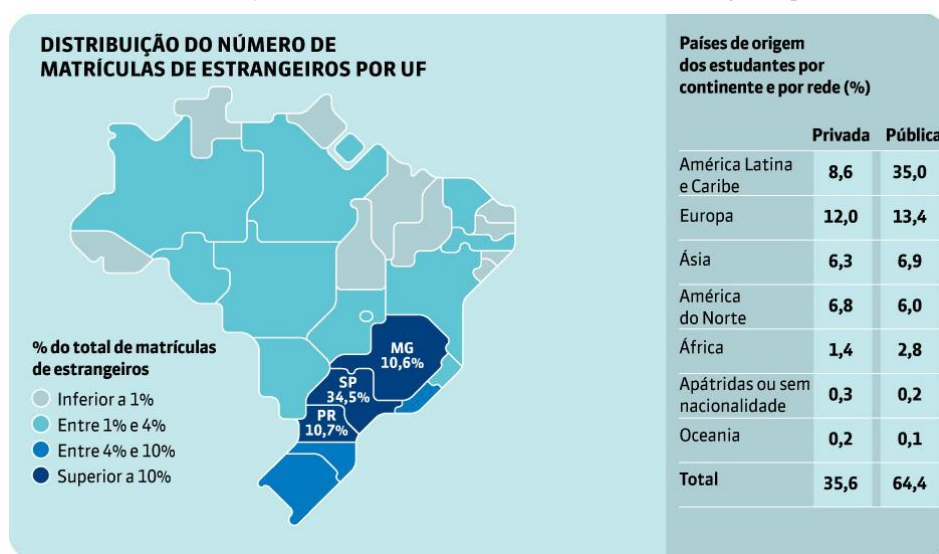 DISTRIBUIÇÃO DO NÚMERO DE
MATRÍCULAS DE ESTRANGEIROS POR UF
MG
10,6%
SP
34,5%
PR
10,7%
% do total de matrículas
de estrangeiros
Inferior a 1%
Entre 1% e 4%
Entre 4% e 10%
Superior a 10%
Países de origem
dos estudantes por
continente e por rede (%)
Privada Pública
América Latina
e Caribe 8,6 35,0
Europa 12,0 13,4
Ásia 6,3 6,9
América
do Norte 6,8 6,0
África 1,4 2,8
Apátridas ou sem
nacionalidade 0,3 0,2
Oceania 0,2 0,1
Total 35,6 64,4